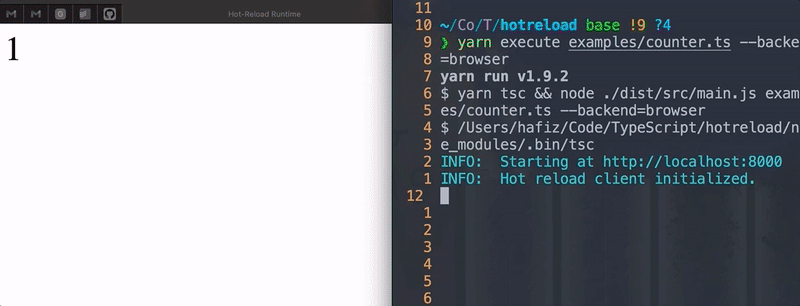 Hot-Reload Runtime
1
11
10 ~/Co/T/hotreload base !9 ?4
9 ❯ yarn execute examples/counter.ts --backe
8 =browser
7 yarn run v1.9.2
6 $ yarn tsc && node ./dist/src/main.js exam
5 es/counter.ts --backend=browser
4 $ /Users/hafiz/Code/TypeScript/hotreload/n
3 e_modules/.bin/tsc
2 INFO: Starting at http://localhost:8000
1 INFO: Hot reload client initialized.
12
1
2
3
4
5
6